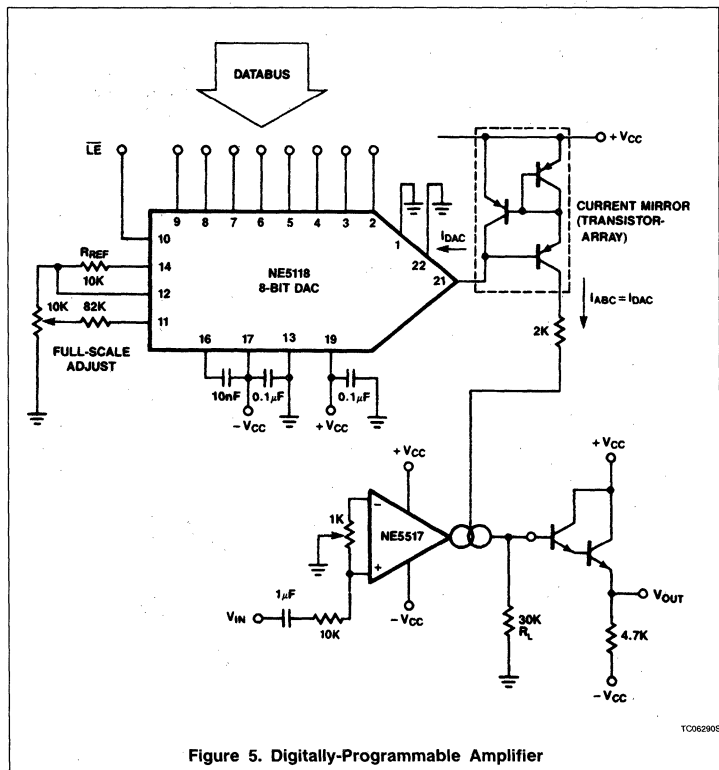 DATABUS
LE
+ VCC
9 8 7 6 5 4 3 2
10
1
CURRENT MIRROR
(TRANSISTOR-
ARRAY)
IDAC
22
RREF
10K
14
NE5118
8-BIT DAC
21
12
IABC = IDAC
10K
82K
11
2K
FULL-SCALE
ADJUST
16 17 13 19
10nF
0.1μF
0.1μF
− VCC
+ VCC
+ VCC
+ VCC
1K
−
NE5517
+
VOUT
1μF
VIN
10K
− VCC
30K
RL
4.7K
− VCC
TC06290S
Figure 5. Digitally-Programmable Amplifier